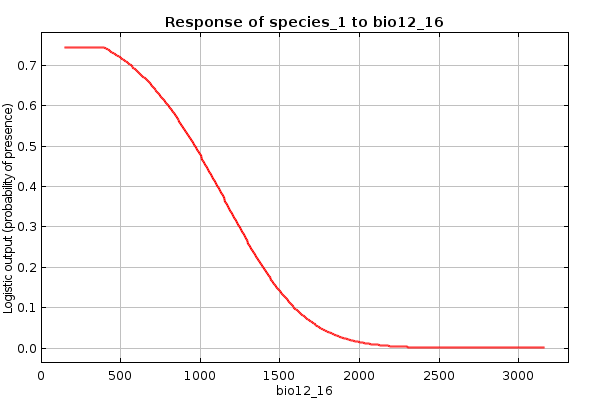 Response of species_1 to bio12_16
Logistic output (probability of presence)
0.7
0.6
0.5
0.4
0.3
0.2
0.1
0.0
0 500 1000 1500 2000 2500 3000
bio12_16